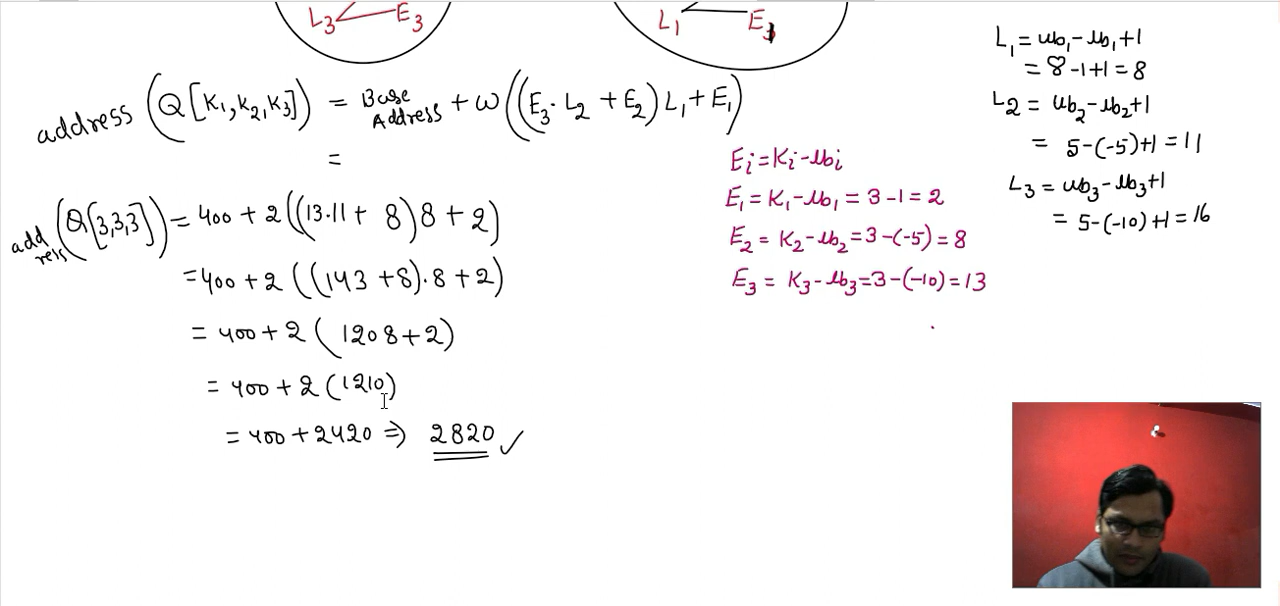 L3 E3
L1 E3
address (Q[K1,K2,K3]) = Base Address + W((E3·L2 + E2)L1 + E1)
=
address (Q[3,3,3]) = 400 + 2((13·11 + 8)8 + 2)
= 400 + 2 ((143 + 8)·8 + 2)
= 400 + 2 (1208 + 2)
= 400 + 2 (1210)
= 400 + 2420 ⇒ 2820 ✓
Ei = Ki - lbi
E1 = K1 - lb1 = 3 - 1 = 2
E2 = K2 - lb2 = 3 - (-5) = 8
E3 = K3 - lb3 = 3 - (-10) = 13
L1 = ub1 - lb1 + 1
= 8 - 1 + 1 = 8
L2 = ub2 - lb2 + 1
= 5 - (-5) + 1 = 11
L3 = ub3 - lb3 + 1
= 5 - (-10) + 1 = 16